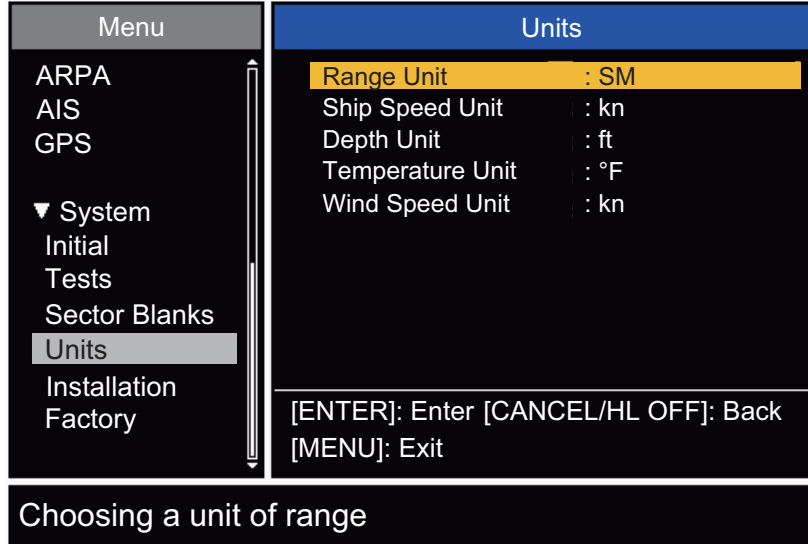 Menu
ARPA
AIS
GPS
▼ System
Initial
Tests
Sector Blanks
Units
Installation
Factory
Units
Range Unit : SM
Ship Speed Unit : kn
Depth Unit : ft
Temperature Unit : °F
Wind Speed Unit : kn
[ENTER]: Enter [CANCEL/HL OFF]: Back
[MENU]: Exit
Choosing a unit of range